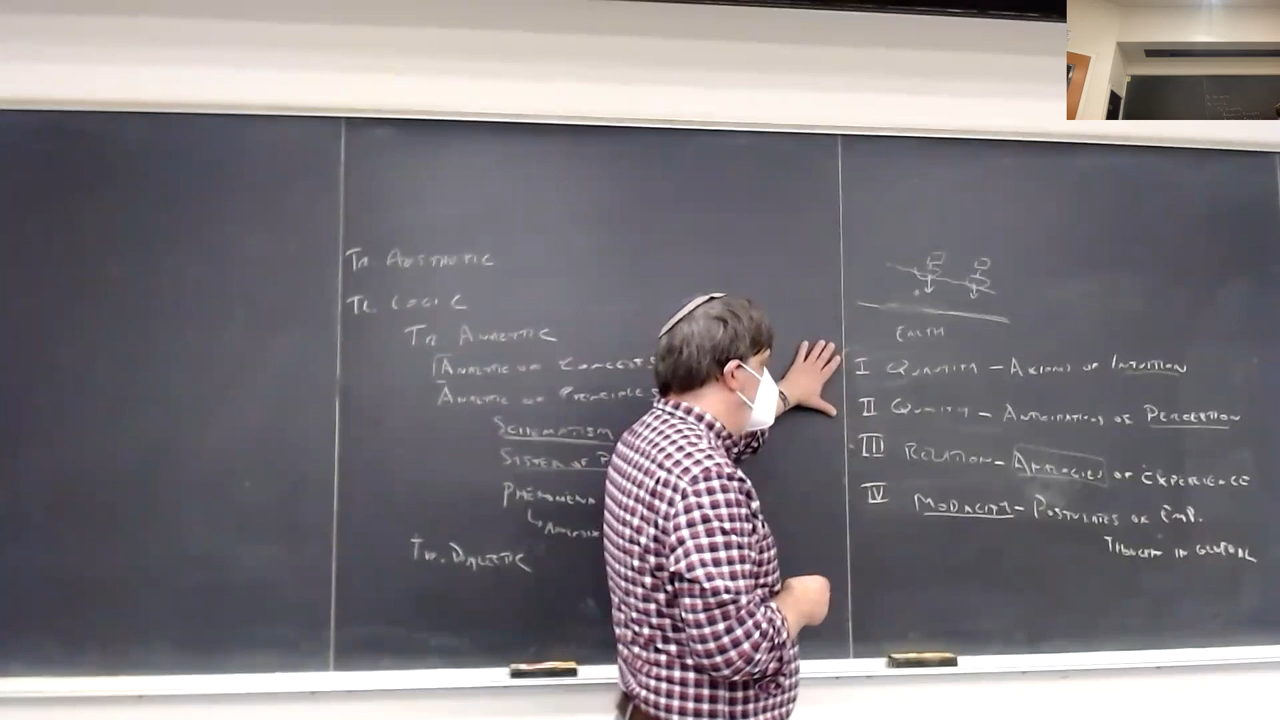 Tr AESTHETIC
Tr LOGIC
Tr ANALYTIC
ANALYTIC OF CONCEPTS
ANALYTIC OF PRINCIPLES
SCHEMATISM
SYSTEM OF P
PHENOMENA
Tr. DIALECTIC
EARTH
I QUANTITY - AXIOMS OF INTUITION
II QUALITY - ANTICIPATIONS OF PERCEPTION
III RELATION - ANALOGIES OF EXPERIENCE
IV MODALITY - POSTULATES OF EMP.
THOUGHT IN GENERAL